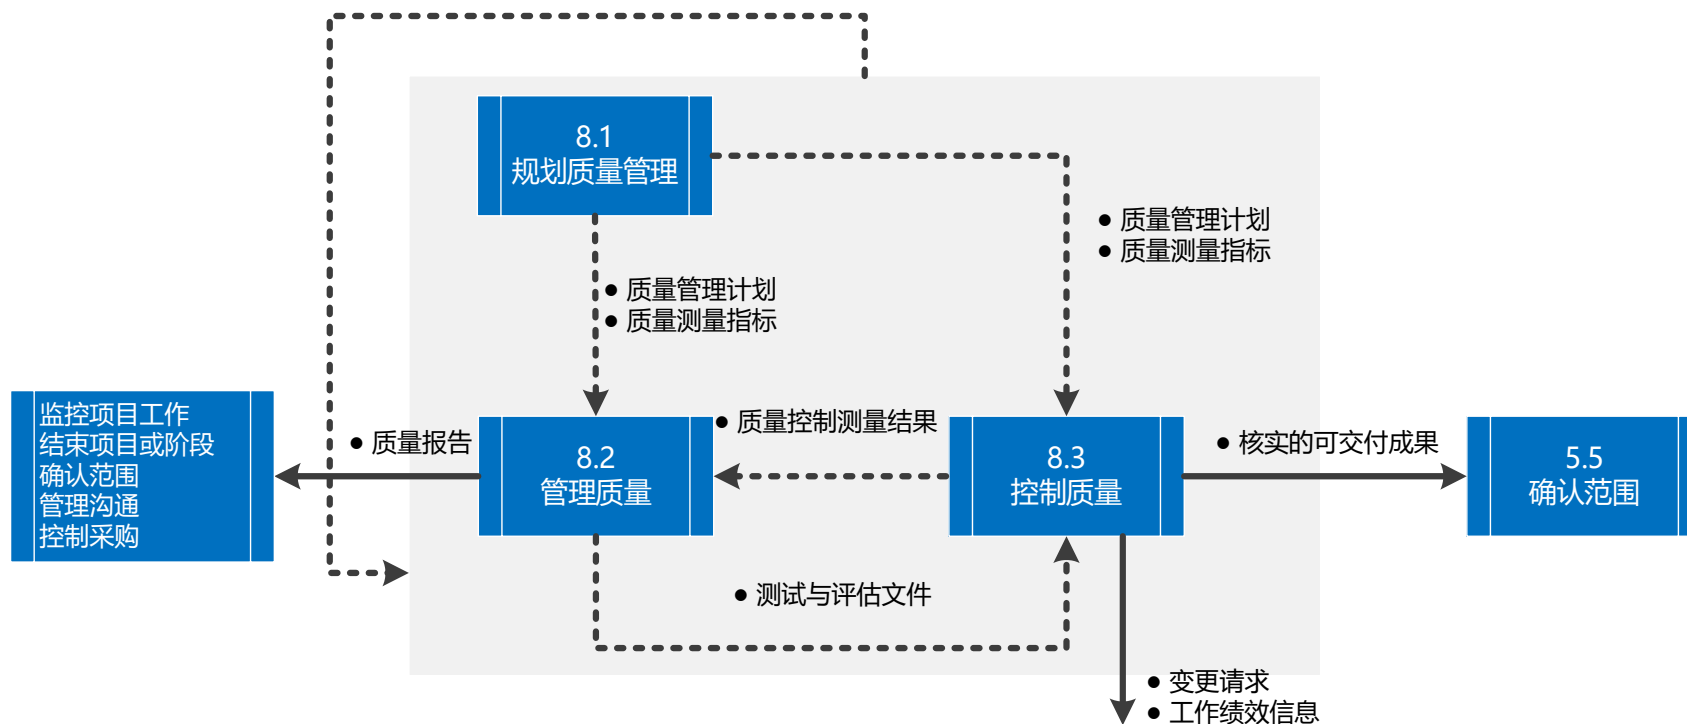 8.1
规划质量管理
● 质量管理计划
● 质量测量指标
● 质量管理计划
● 质量测量指标
监控项目工作
结束项目或阶段
确认范围
管理沟通
控制采购
● 质量报告
8.2
管理质量
● 质量控制测量结果
8.3
控制质量
● 核实的可交付成果
5.5
确认范围
● 测试与评估文件
● 变更请求
● 工作绩效信息